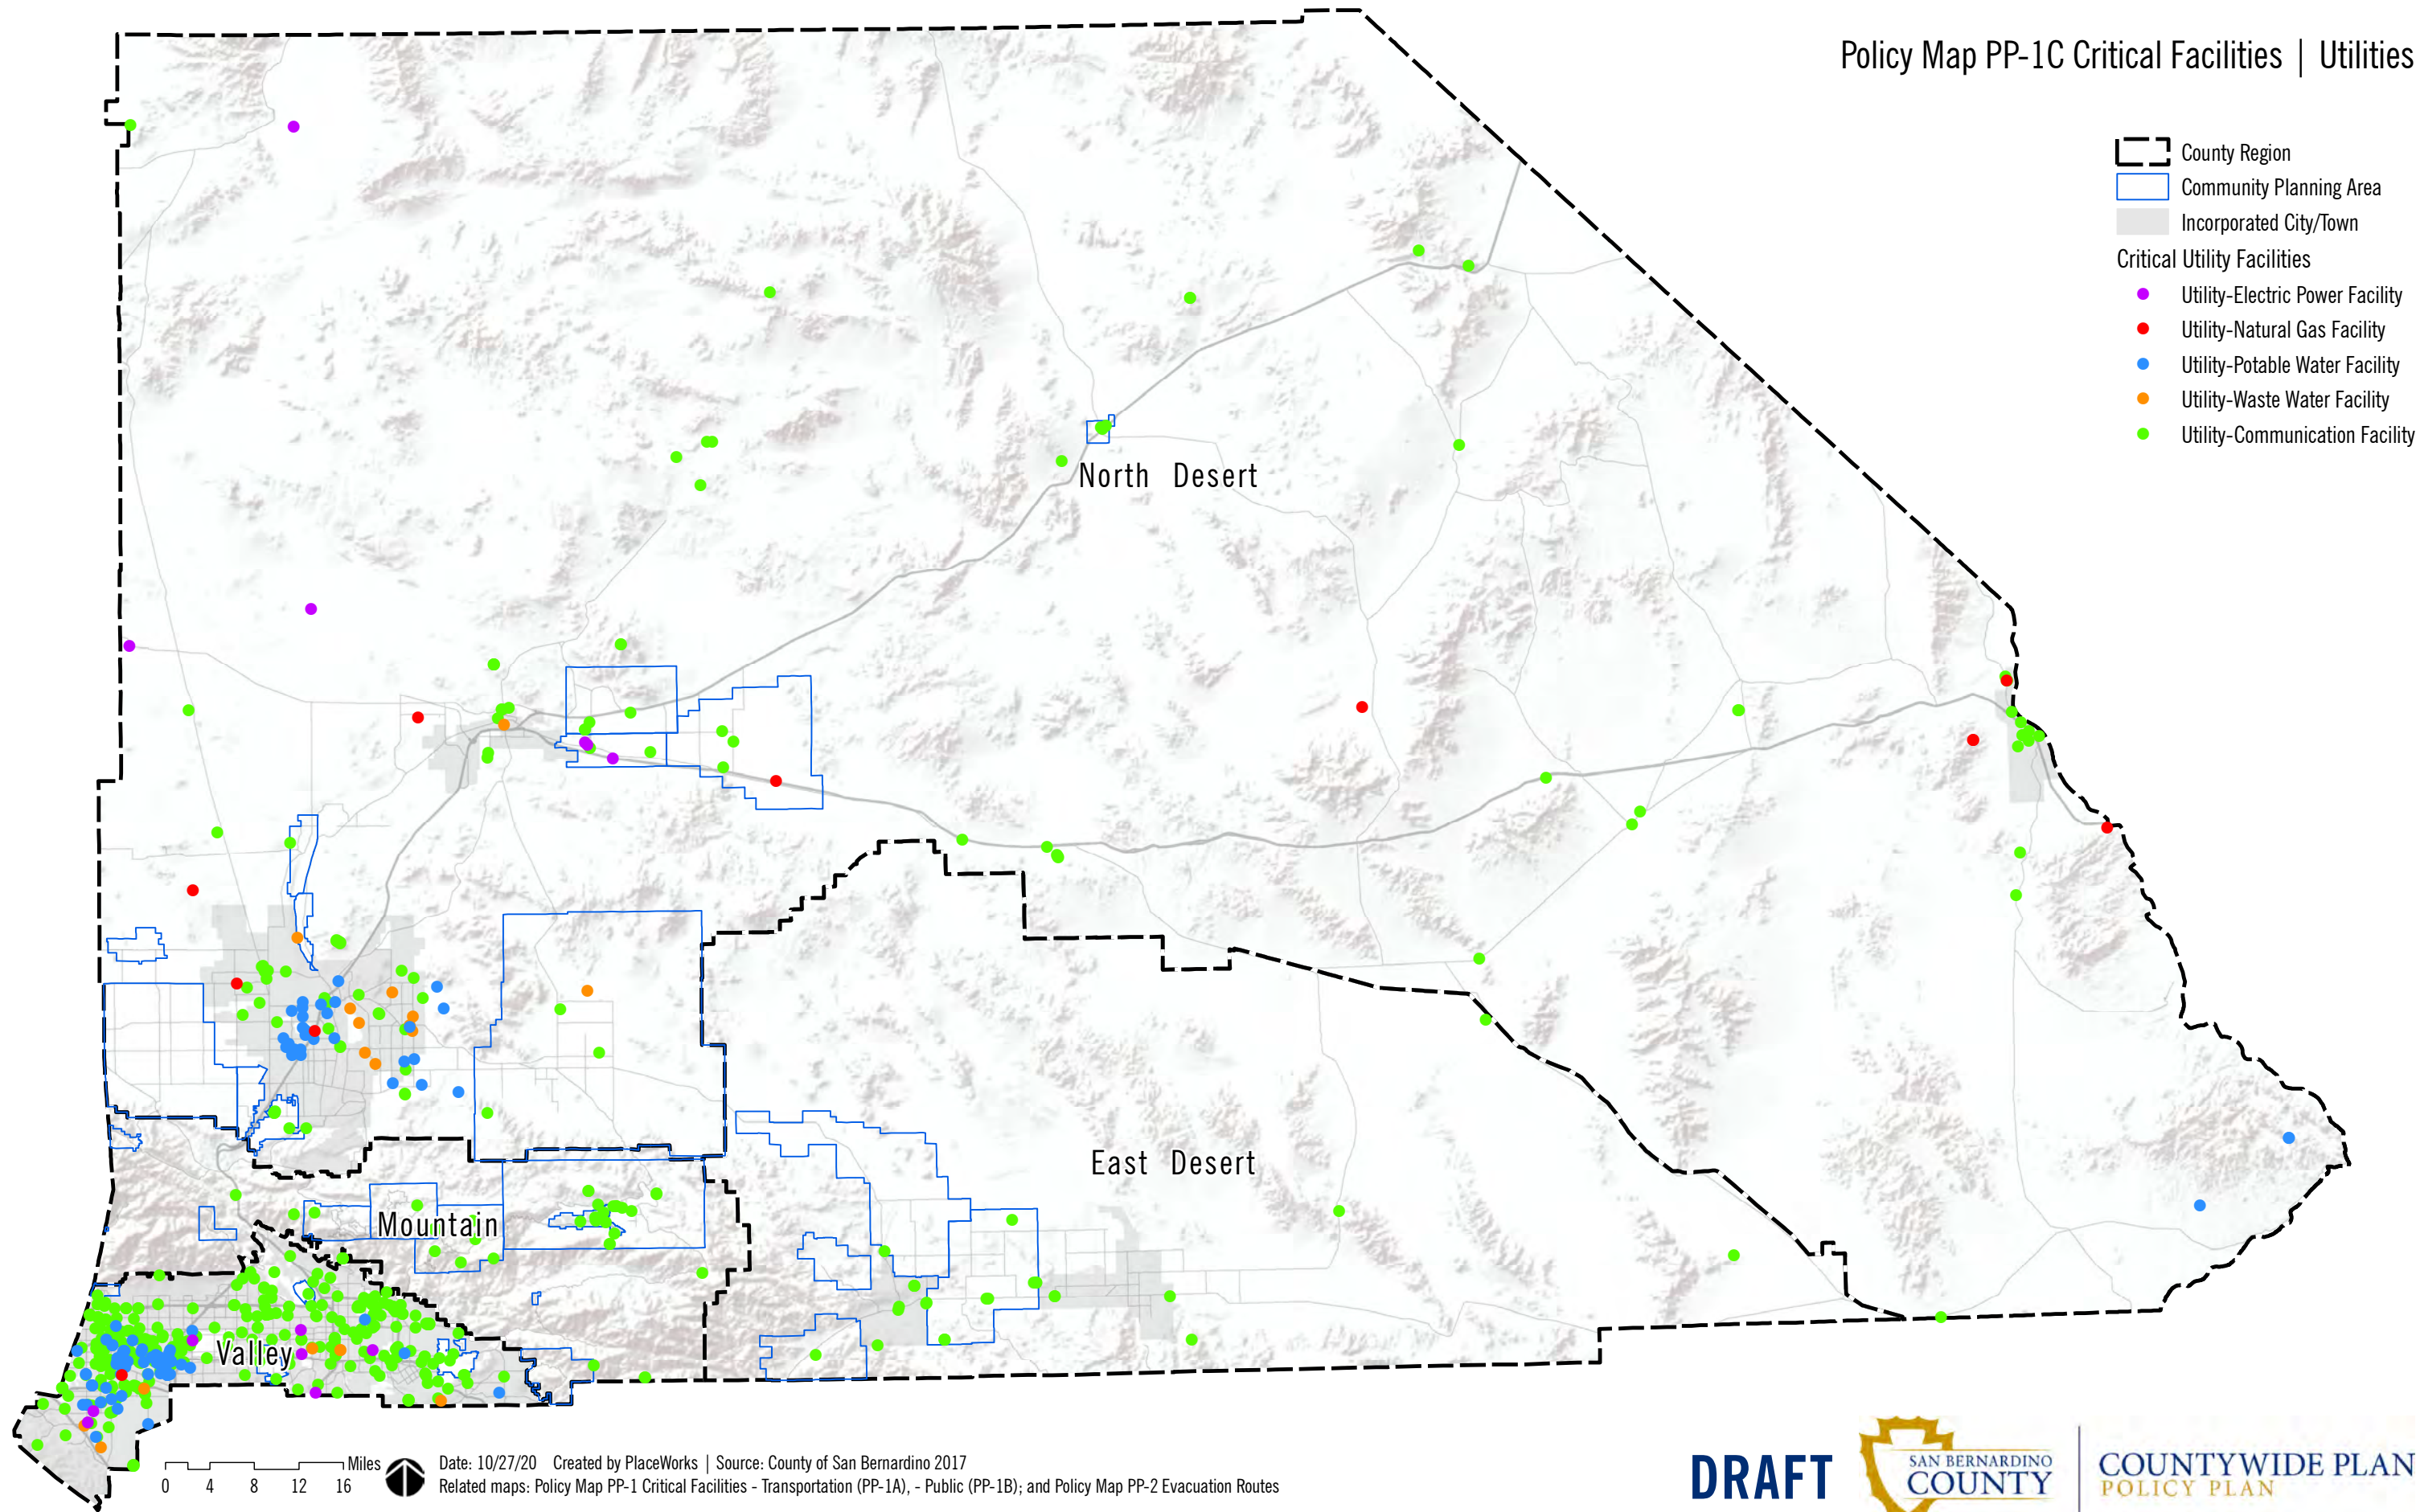 Policy Map PP-1C Critical Facilities | Utilities
County Region
Community Planning Area
Incorporated City/Town
Critical Utility Facilities
Utility-Electric Power Facility
Utility-Natural Gas Facility
Utility-Potable Water Facility
Utility-Waste Water Facility
Utility-Communication Facility
North Desert
East Desert
Mountain
Valley
Miles
0 4 8 12 16
Date: 10/27/20 Created by PlaceWorks | Source: County of San Bernardino 2017
Related maps: Policy Map PP-1 Critical Facilities - Transportation (PP-1A), - Public (PP-1B); and Policy Map PP-2 Evacuation Routes
DRAFT
SAN BERNARDINO
COUNTY
COUNTYWIDE PLAN
POLICY PLAN